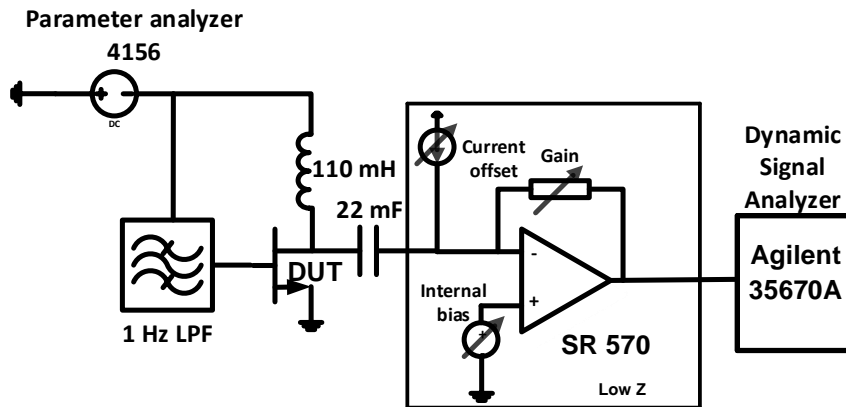 Parameter analyzer
4156
+
DC
110 mH
22 mF
DUT
1 Hz LPF
Current
offset
Gain
-
+
Internal
bias
+
SR 570
Low Z
Dynamic
Signal
Analyzer
Agilent
35670A